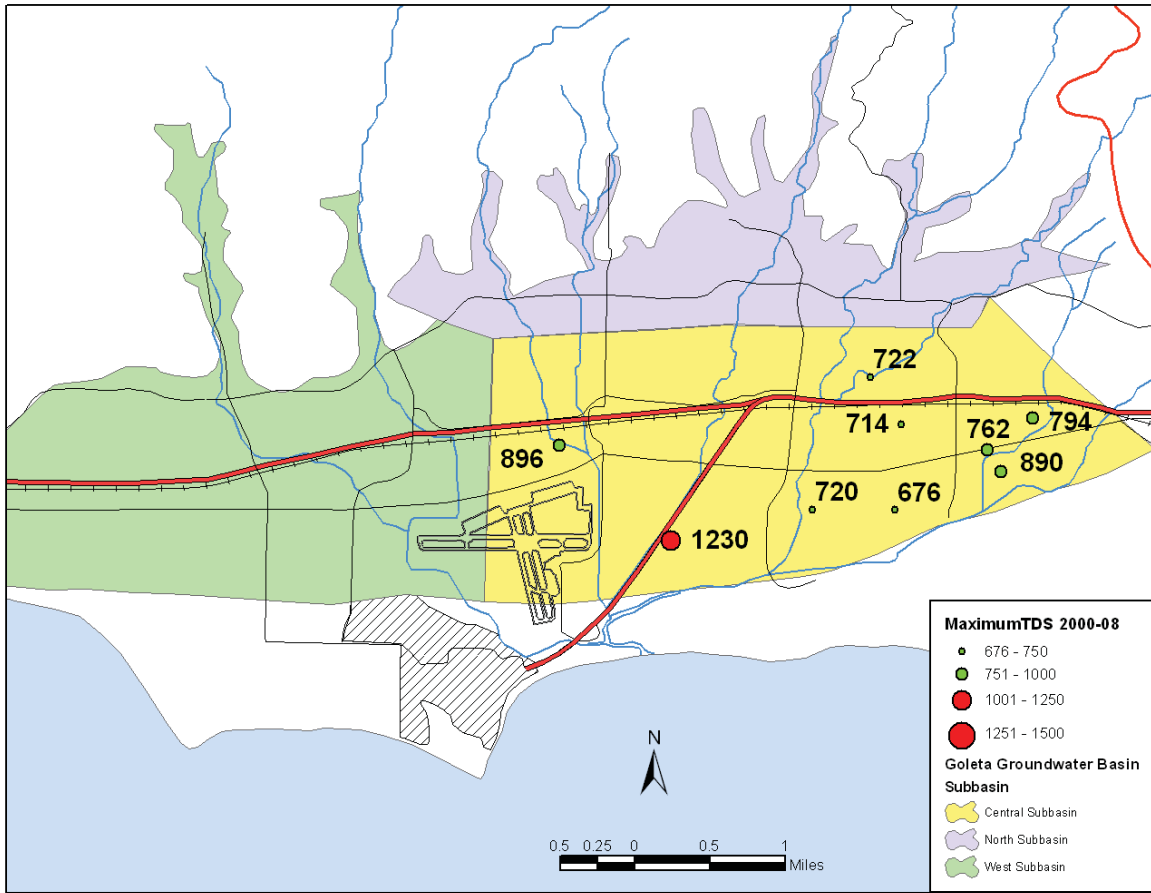 722
714
762
794
896
890
720
676
1230
MaximumTDS 2000-08
676 - 750
751 - 1000
1001 - 1250
1251 - 1500
Goleta Groundwater Basin
Subbasin
Central Subbasin
North Subbasin
West Subbasin
N
0.5 0.25 0 0.5 1
Miles